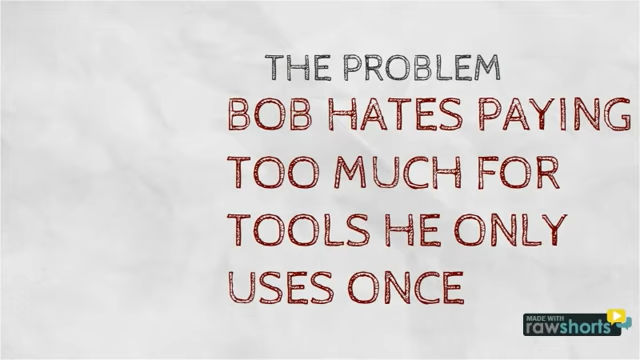 THE PROBLEM
BOB HATES PAYING
TOO MUCH FOR
TOOLS HE ONLY
USES ONCE
MADE WITH
rawshorts